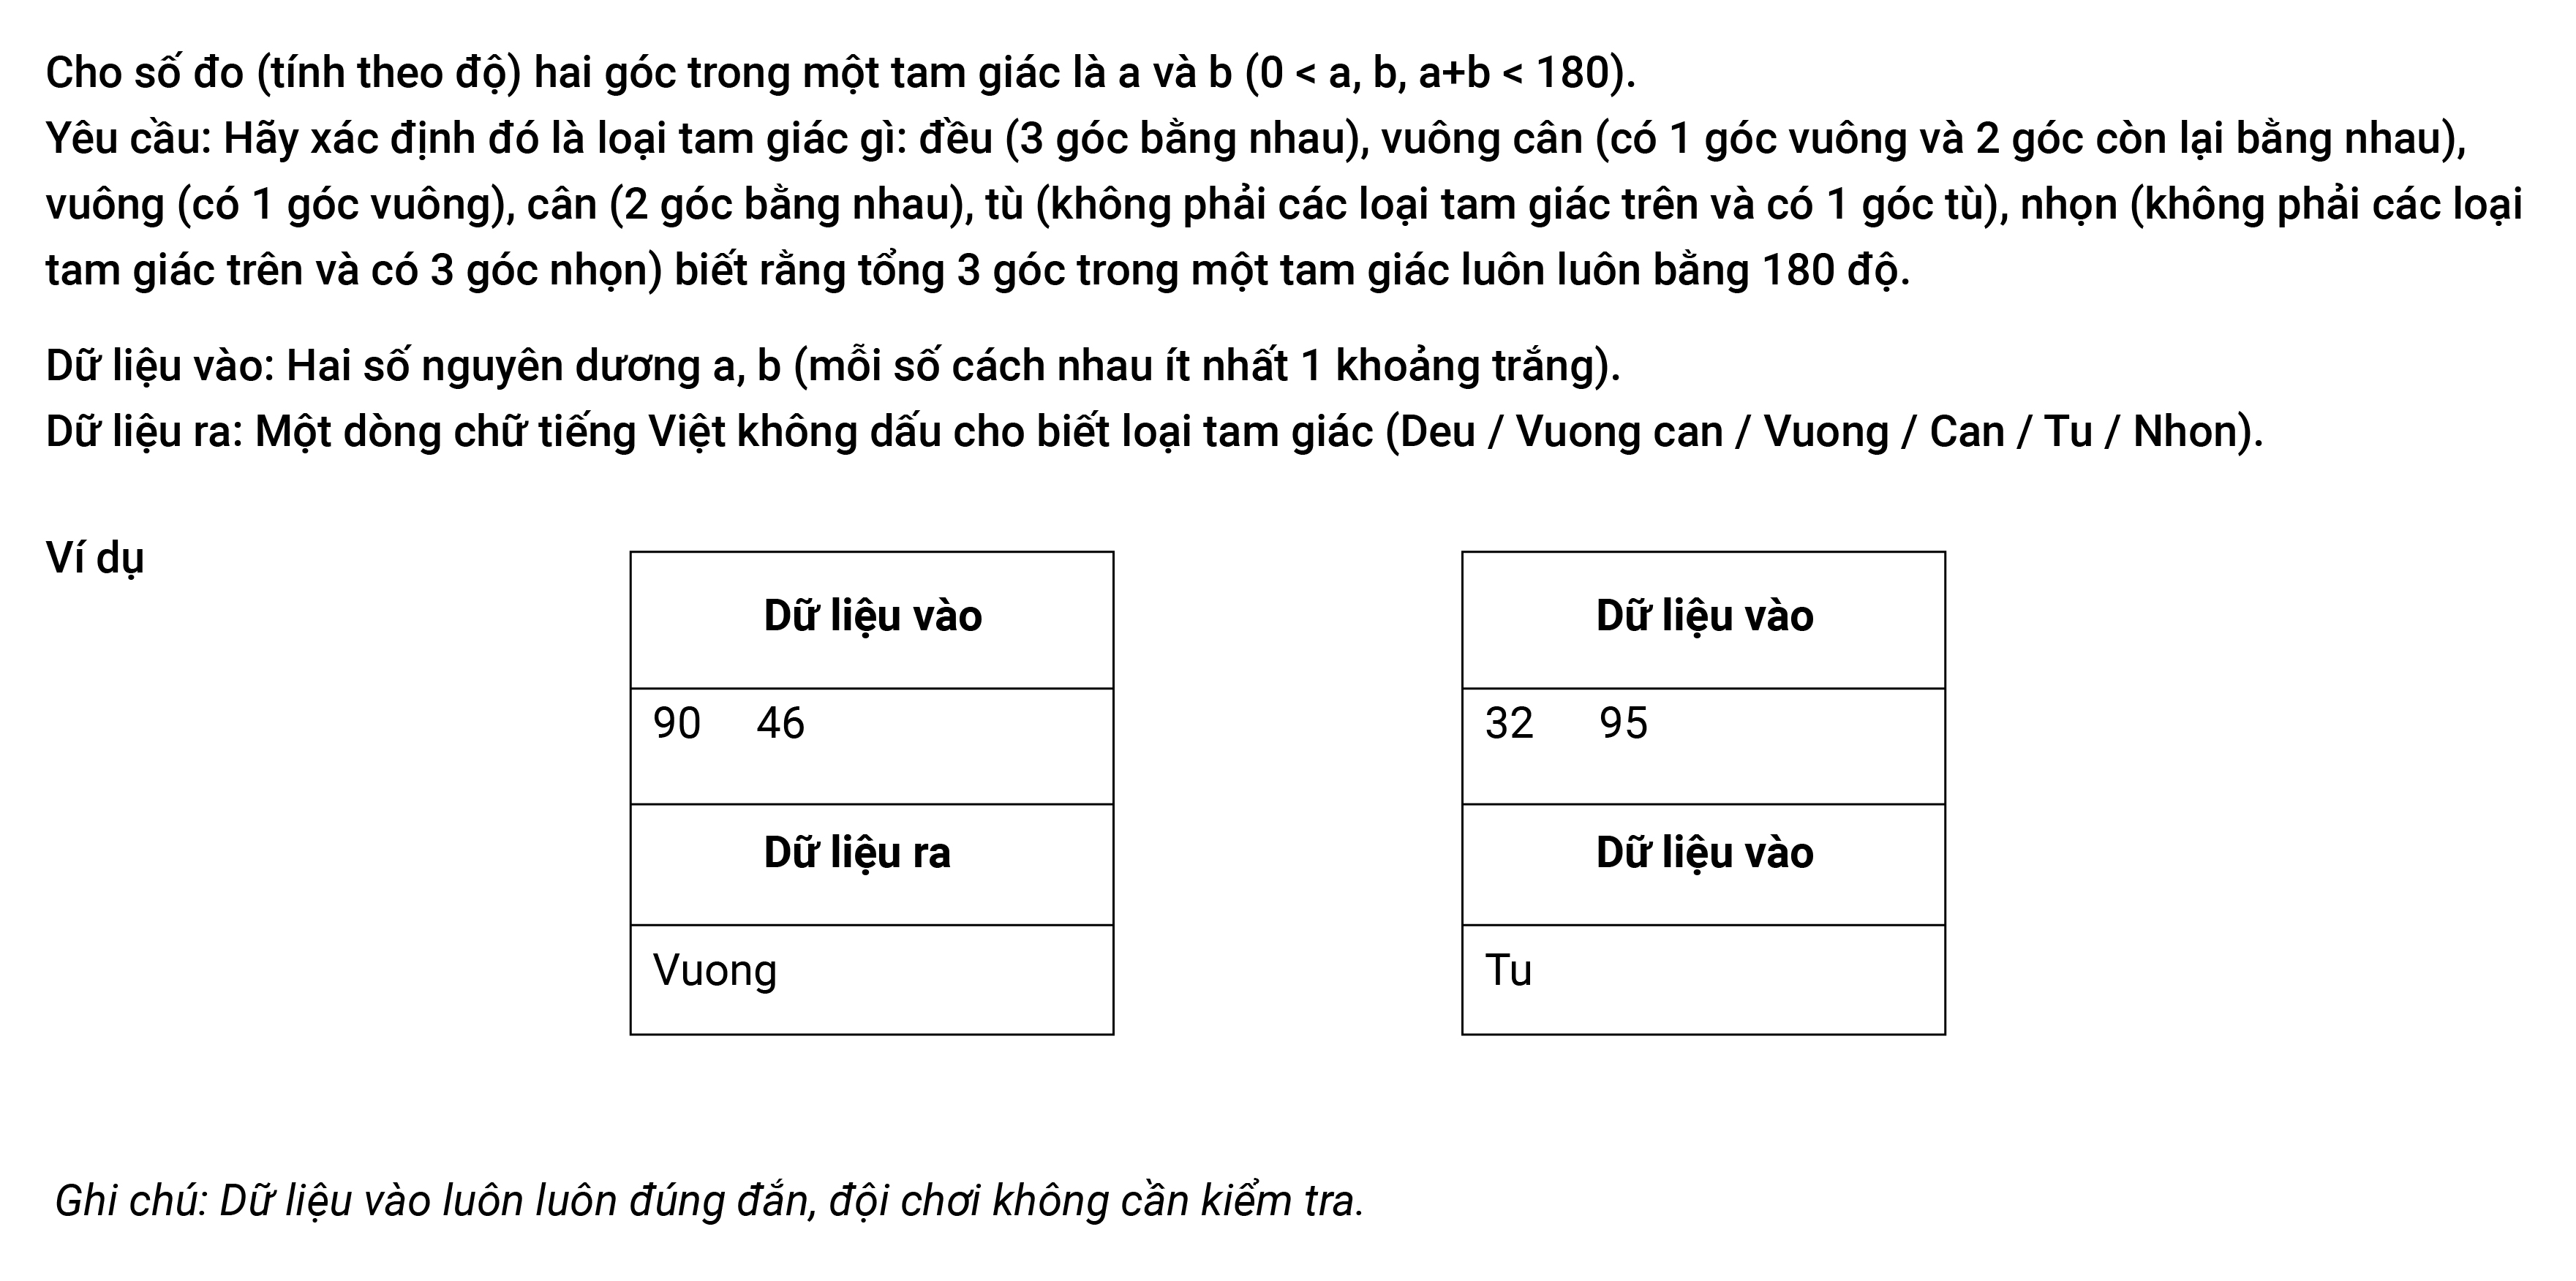 Cho số đo (tính theo độ) hai góc trong một tam giác là a và b (0 < a, b, a+b < 180).
Yêu cầu: Hãy xác định đó là loại tam giác gì: đều (3 góc bằng nhau), vuông cân (có 1 góc vuông và 2 góc còn lại bằng nhau),
vuông (có 1 góc vuông), cân (2 góc bằng nhau), tù (không phải các loại tam giác trên và có 1 góc tù), nhọn (không phải các loại
tam giác trên và có 3 góc nhọn) biết rằng tổng 3 góc trong một tam giác luôn luôn bằng 180 độ.
Dữ liệu vào: Hai số nguyên dương a, b (mỗi số cách nhau ít nhất 1 khoảng trắng).
Dữ liệu ra: Một dòng chữ tiếng Việt không dấu cho biết loại tam giác (Deu / Vuong can / Vuong / Can / Tu / Nhon).
Ví dụ
Dữ liệu vào
90 46
Dữ liệu ra
Vuong
Dữ liệu vào
32 95
Dữ liệu vào
Tu
Ghi chú: Dữ liệu vào luôn luôn đúng đắn, đội chơi không cần kiểm tra.